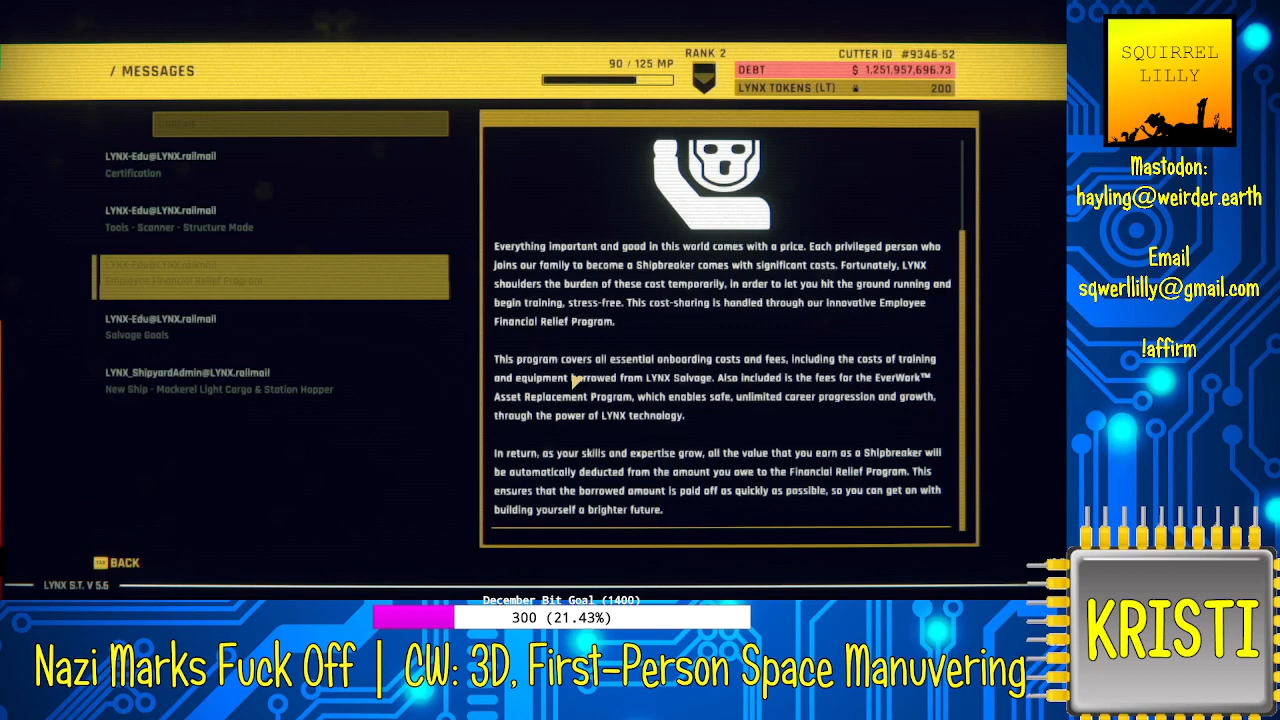 / MESSAGES
90 / 125 MP
RANK 2
CUTTER ID #9346-52
DEBT $ 1,251,957,696.73
LYNX TOKENS (LT) 200
LYNX-Edu@LYNX.railmail
Certification
LYNX-Edu@LYNX.railmail
Tools - Scanner - Structure Mode
LYNX-Edu@LYNX.railmail
Employee Financial Relief Program
LYNX-Edu@LYNX.railmail
Salvage Goals
LYNX_ShipyardAdmin@LYNX.railmail
New Ship - Mackerel Light Cargo & Station Hopper
Everything important and good in this world comes with a price. Each privileged person who
joins our family to become a Shipbreaker comes with significant costs. Fortunately, LYNX
shoulders the burden of these cost temporarily, in order to let you hit the ground running and
begin training, stress-free. This cost-sharing is handled through our innovative Employee
Financial Relief Program.
This program covers all essential onboarding costs and fees, including the costs of training
and equipment borrowed from LYNX Salvage. Also included is the fees for the EverWork™
Asset Replacement Program, which enables safe, unlimited career progression and growth,
through the power of LYNX technology.
In return, as your skills and expertise grow, all the value that you earn as a Shipbreaker will
be automatically deducted from the amount you owe to the Financial Relief Program. This
ensures that the borrowed amount is paid off as quickly as possible, so you can get on with
building yourself a brighter future.
BACK
LYNX S.T. V 5.6
SQUIRREL
LILLY
Mastodon:
hayling@weirder.earth
Email
sqwerllilly@gmail.com
!affirm
KRISTI
December Bit Goal (1400)
300 (21.43%)
Nazi Marks Fuck Off | CW: 3D, First-Person Space Manuvering